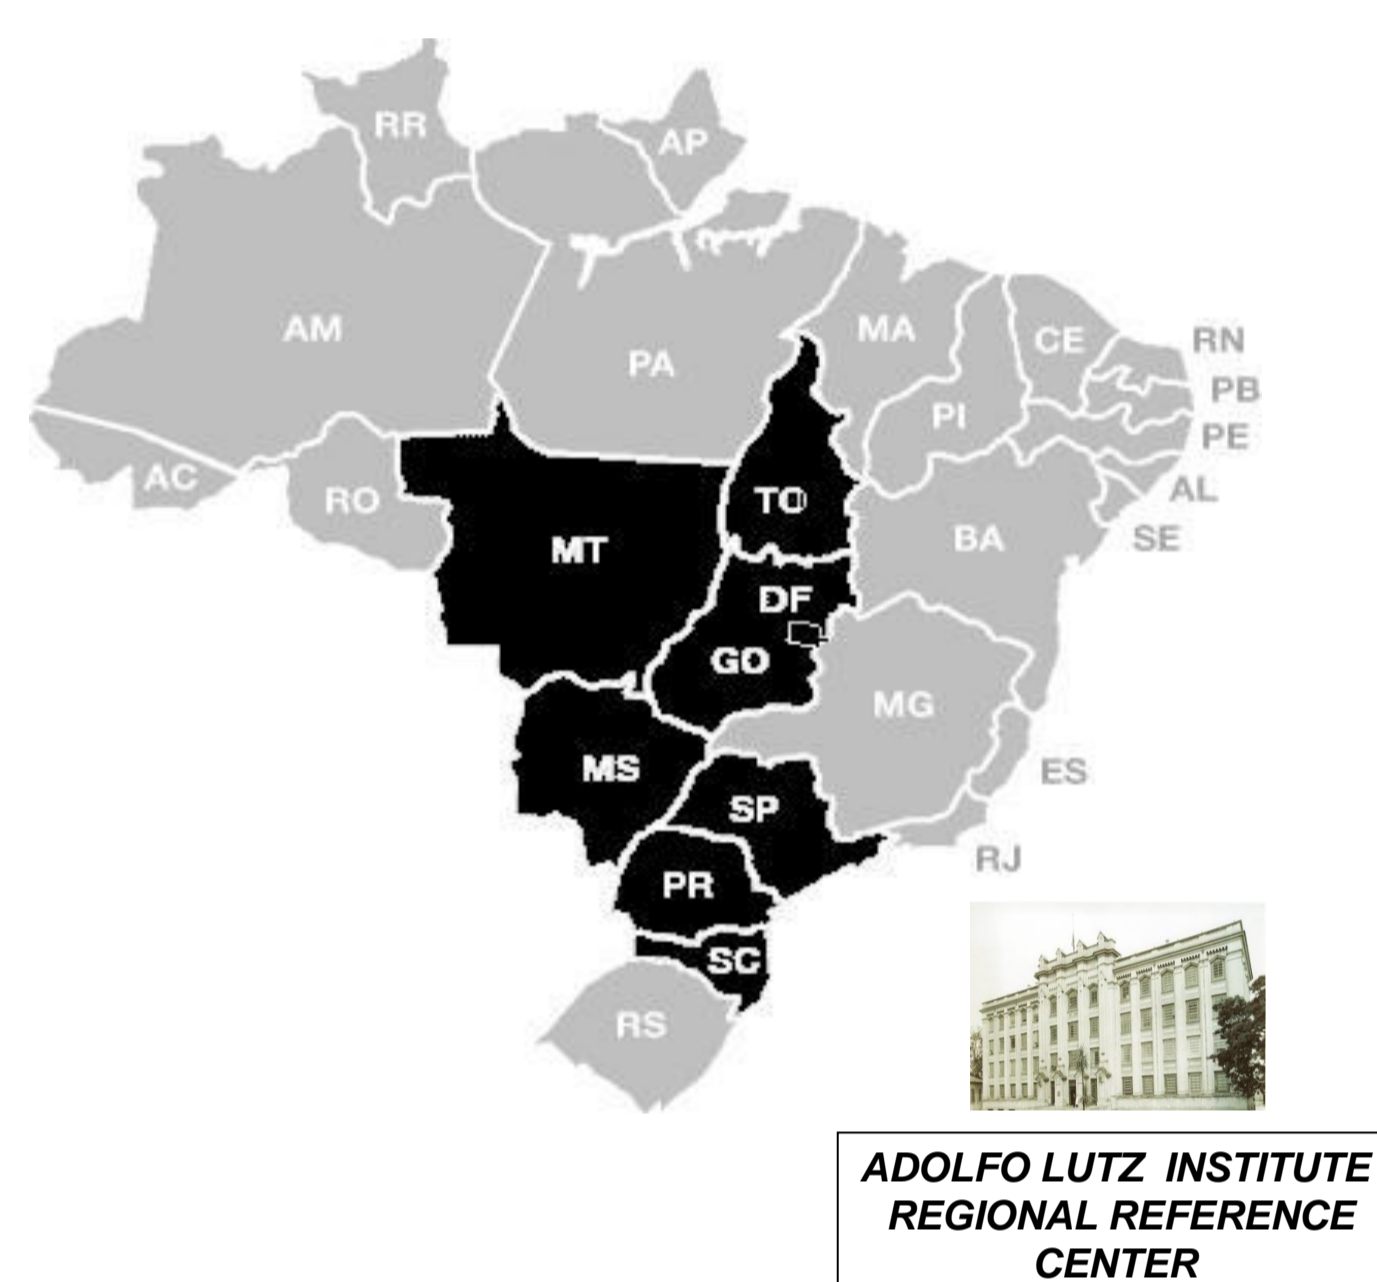 RR
AP
AM
PA
MA
CE
RN
PB
PI
PE
AC
RO
TO
AL
MT
BA
SE
DF
GO
MG
MS
ES
SP
RJ
PR
SC
RS
ADOLFO LUTZ INSTITUTE
REGIONAL REFERENCE
CENTER